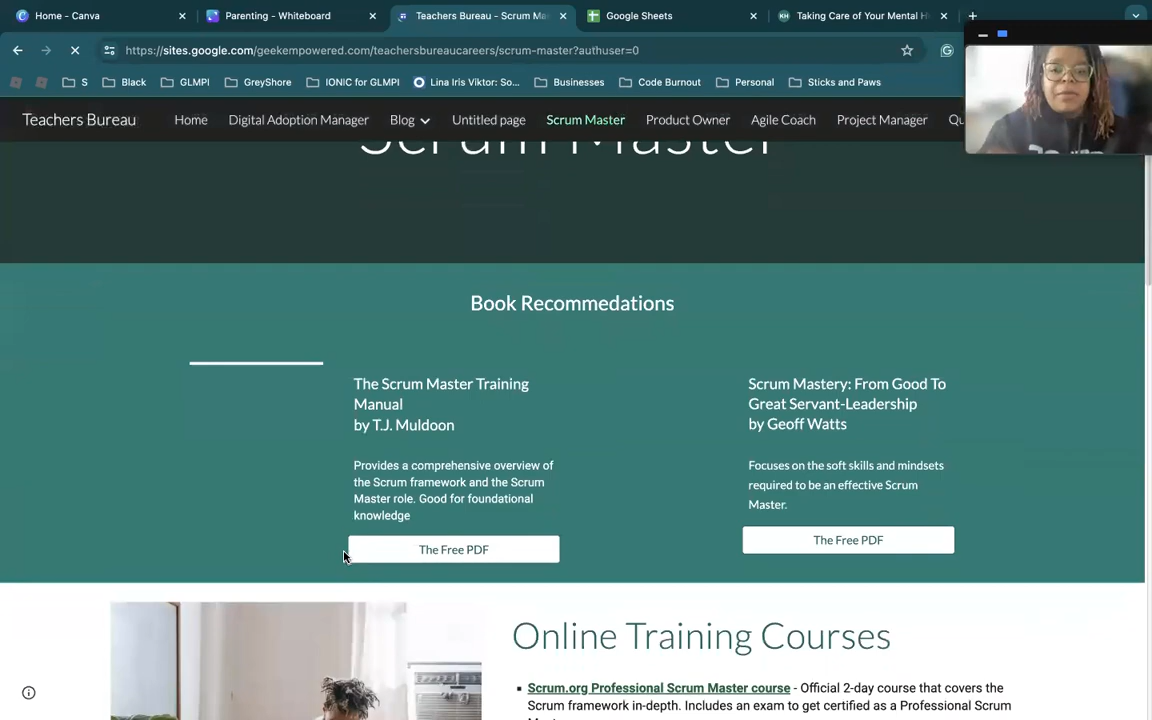 Home - Canva
Parenting - Whiteboard
Teachers Bureau - Scrum Ma
Google Sheets
Taking Care of Your Mental H
https://sites.google.com/geekempowered.com/teachersbureaucareers/scrum-master?authuser=0
S
Black
GLMPI
GreyShore
IONIC for GLMPI
Lina Iris Viktor: So...
Businesses
Code Burnout
Personal
Sticks and Paws
Teachers Bureau
Home
Digital Adoption Manager
Blog
Untitled page
Scrum Master
Product Owner
Agile Coach
Project Manager
Qu
Scrum Master
Book Recommedations
The Scrum Master Training
Manual
by T.J. Muldoon
Provides a comprehensive overview of
the Scrum framework and the Scrum
Master role. Good for foundational
knowledge
The Free PDF
Scrum Mastery: From Good To
Great Servant-Leadership
by Geoff Watts
Focuses on the soft skills and mindsets
required to be an effective Scrum
Master.
The Free PDF
Online Training Courses
Scrum.org Professional Scrum Master course - Official 2-day course that covers the
Scrum framework in-depth. Includes an exam to get certified as a Professional Scrum